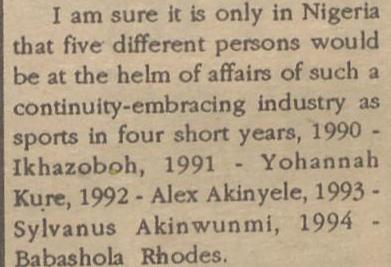 I am sure it is only in Nigeria
that five different persons would
be at the helm of affairs of such a
continuity-embracing industry as
sports in four short years, 1990 -
Ikhazoboh, 1991 - Yohannah
Kure, 1992 - Alex Akinyele, 1993 -
Sylvanus Akinwunmi, 1994 -
Babashola Rhodes.